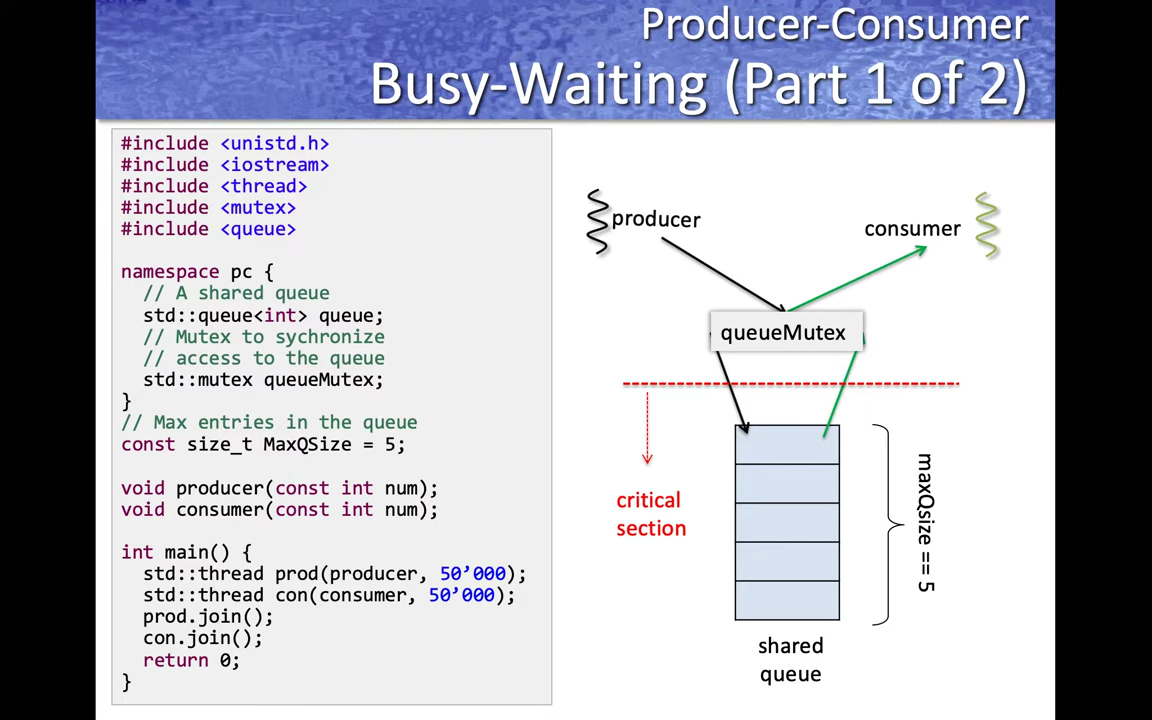 Producer-Consumer
Busy-Waiting (Part 1 of 2)
#include <unistd.h>
#include <iostream>
#include <thread>
#include <mutex>
#include <queue>
namespace pc {
// A shared queue
std::queue<int> queue;
// Mutex to sychronize
// access to the queue
std::mutex queueMutex;
}
// Max entries in the queue
const size_t MaxQSize = 5;
void producer(const int num);
void consumer(const int num);
int main() {
std::thread prod(producer, 50’000);
std::thread con(consumer, 50’000);
prod.join();
con.join();
return 0;
}
producer
consumer
queueMutex
critical
section
maxQsize == 5
shared
queue